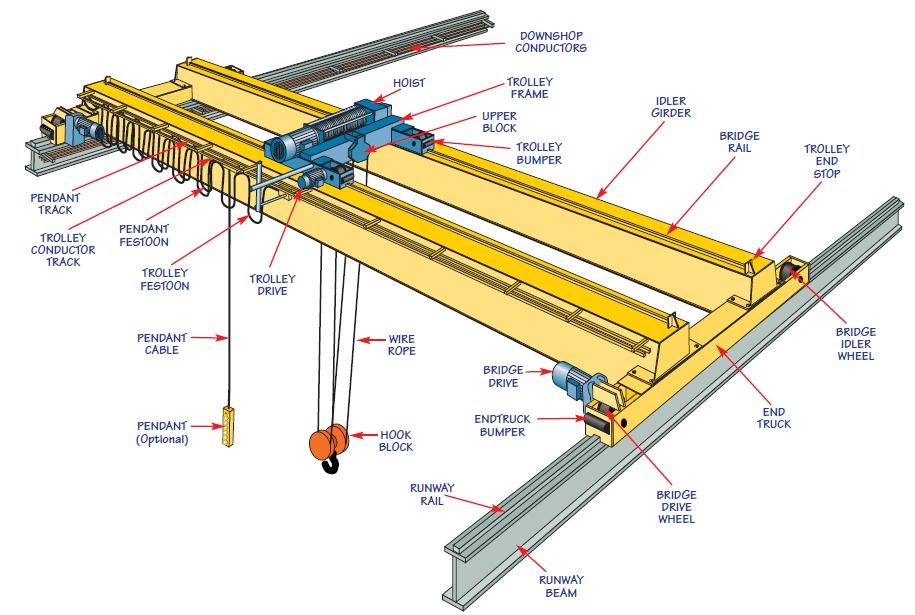 DOWNSHOP
CONDUCTORS
HOIST
TROLLEY
FRAME
UPPER
BLOCK
IDLER
GIRDER
BRIDGE
RAIL
TROLLEY
BUMPER
TROLLEY
END
STOP
PENDANT
TRACK
TROLLEY
CONDUCTOR
TRACK
PENDANT
FESTOON
TROLLEY
FESTOON
TROLLEY
DRIVE
PENDANT
CABLE
WIRE
ROPE
BRIDGE
IDLER
WHEEL
BRIDGE
DRIVE
END
TRUCK
PENDANT
(Optional)
HOOK
BLOCK
ENDTRUCK
BUMPER
RUNWAY
RAIL
BRIDGE
DRIVE
WHEEL
RUNWAY
BEAM